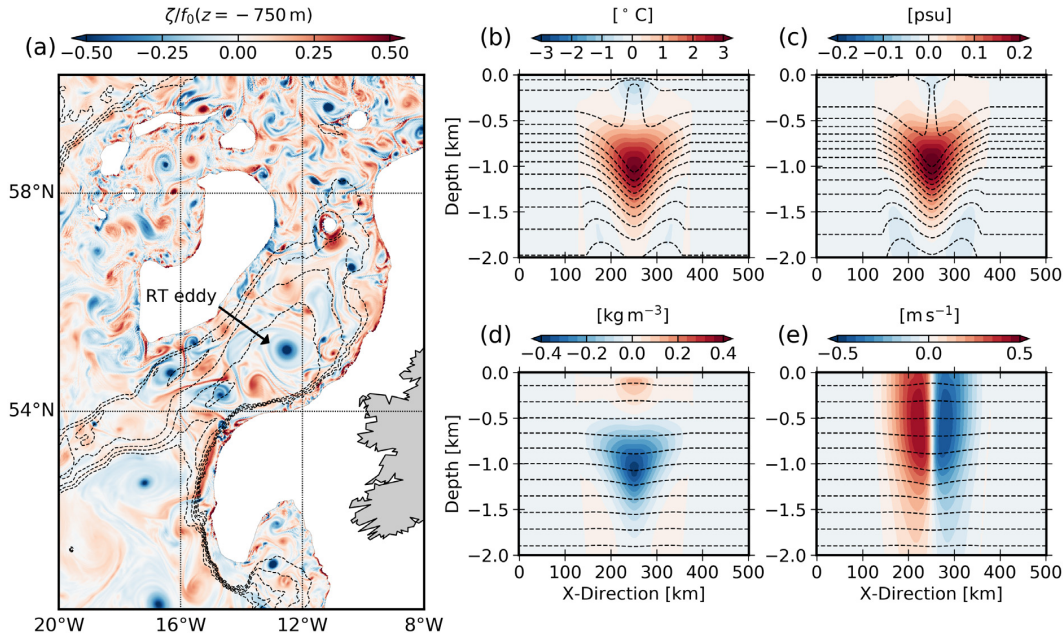 ζ/f₀(z = − 750 m)
(a)
−0.50 −0.25 0.00 0.25 0.50
RT eddy
58°N
54°N
20°W 16°W 12°W 8°W
(b)
[°C]
−3 −2 −1 0 1 2 3
0.0
−0.5
−1.0
−1.5
−2.0
Depth [km]
0 100 200 300 400 500
(c)
[psu]
−0.2 −0.1 0.0 0.1 0.2
0.0
−0.5
−1.0
−1.5
−2.0
0 100 200 300 400 500
(d)
[kg m⁻³]
−0.4 −0.2 0.0 0.2 0.4
0.0
−0.5
−1.0
−1.5
−2.0
Depth [km]
0 100 200 300 400 500
X-Direction [km]
(e)
[m s⁻¹]
−0.5 0.0 0.5
0.0
−0.5
−1.0
−1.5
−2.0
0 100 200 300 400 500
X-Direction [km]